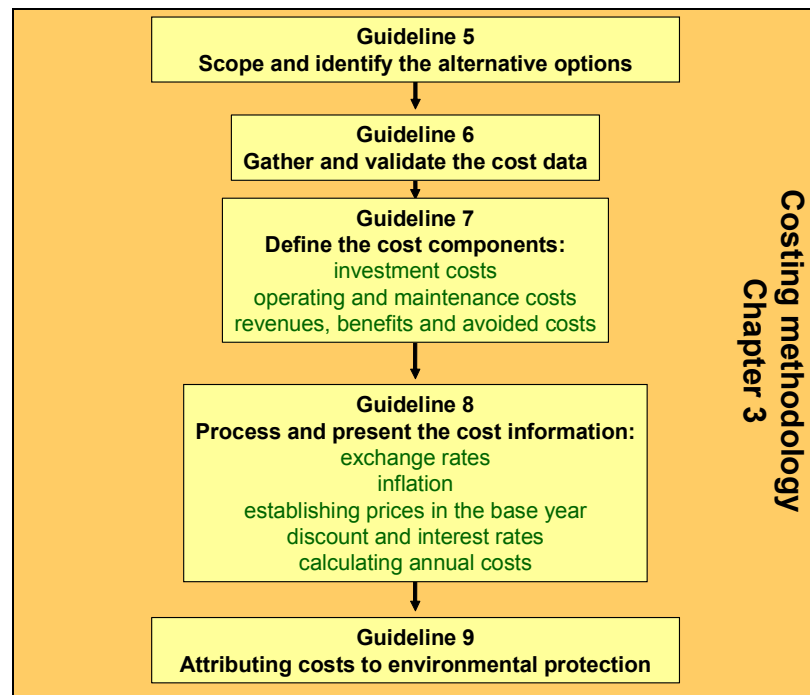 Guideline 5
Scope and identify the alternative options
Guideline 6
Gather and validate the cost data
Guideline 7
Define the cost components:
investment costs
operating and maintenance costs
revenues, benefits and avoided costs
Guideline 8
Process and present the cost information:
exchange rates
inflation
establishing prices in the base year
discount and interest rates
calculating annual costs
Guideline 9
Attributing costs to environmental protection
Costing methodology
Chapter 3